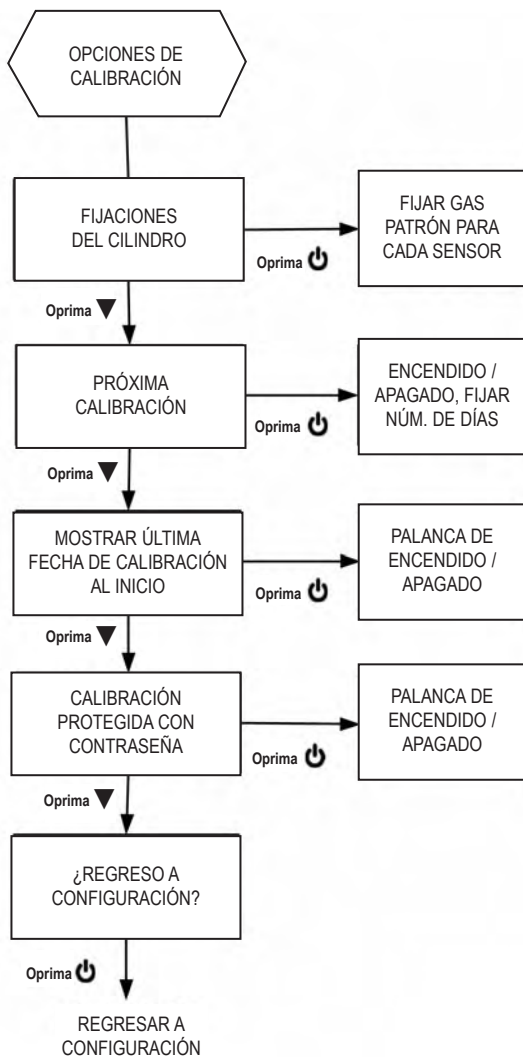 OPCIONES DE
CALIBRACIÓN
FIJACIONES
DEL CILINDRO
Oprima
FIJAR GAS
PATRÓN PARA
CADA SENSOR
Oprima
PRÓXIMA
CALIBRACIÓN
Oprima
ENCENDIDO /
APAGADO, FIJAR
NÚM. DE DÍAS
Oprima
MOSTRAR ÚLTIMA
FECHA DE CALIBRACIÓN
AL INICIO
Oprima
PALANCA DE
ENCENDIDO /
APAGADO
Oprima
CALIBRACIÓN
PROTEGIDA CON
CONTRASEÑA
Oprima
PALANCA DE
ENCENDIDO /
APAGADO
Oprima
¿REGRESO A
CONFIGURACIÓN?
Oprima
REGRESAR A
CONFIGURACIÓN